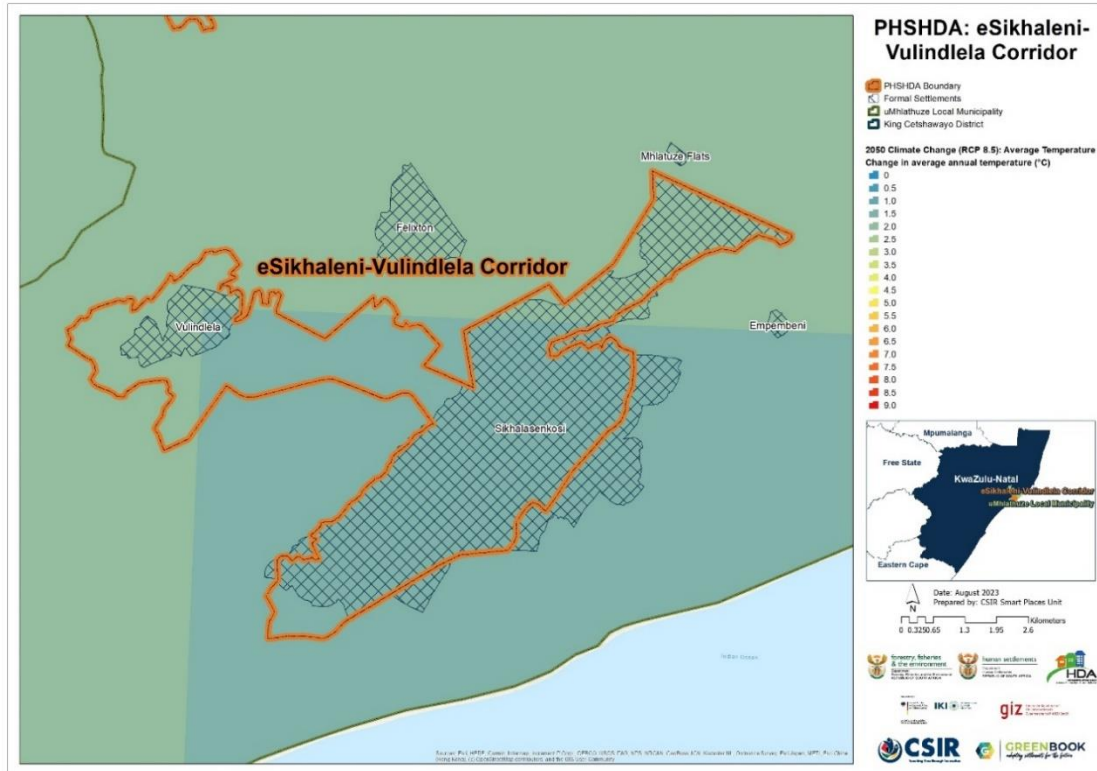 PHSHDA: eSikhaleni-
Vulindlela Corridor
PHSHDA Boundary
Formal Settlements
uMhlathuze Local Municipality
King Cetshawayo District
2050 Climate Change (RCP 8.5): Average Temperature
Change in average annual temperature (°C)
0
0.5
1.0
1.5
2.0
2.5
3.0
3.5
4.0
4.5
5.0
5.5
6.0
6.5
7.0
7.5
8.0
8.5
9.0
Mhlatuze Flats
Felixton
eSikhaleni-Vulindlela Corridor
Vulindlela
Empembeni
Sikhalasenkosi
Indian Ocean
Mpumalanga
Free State
KwaZulu-Natal
eSikhaleni-Vulindlela Corridor
uMhlathuze Local Municipality
Eastern Cape
N
Date: August 2023
Prepared by: CSIR Smart Places Unit
Kilometers
0 0.325 0.65 1.3 1.95 2.6
forestry, fisheries
& the environment
human settlements
HDA
IKI
giz
CSIR
GREENBOOK